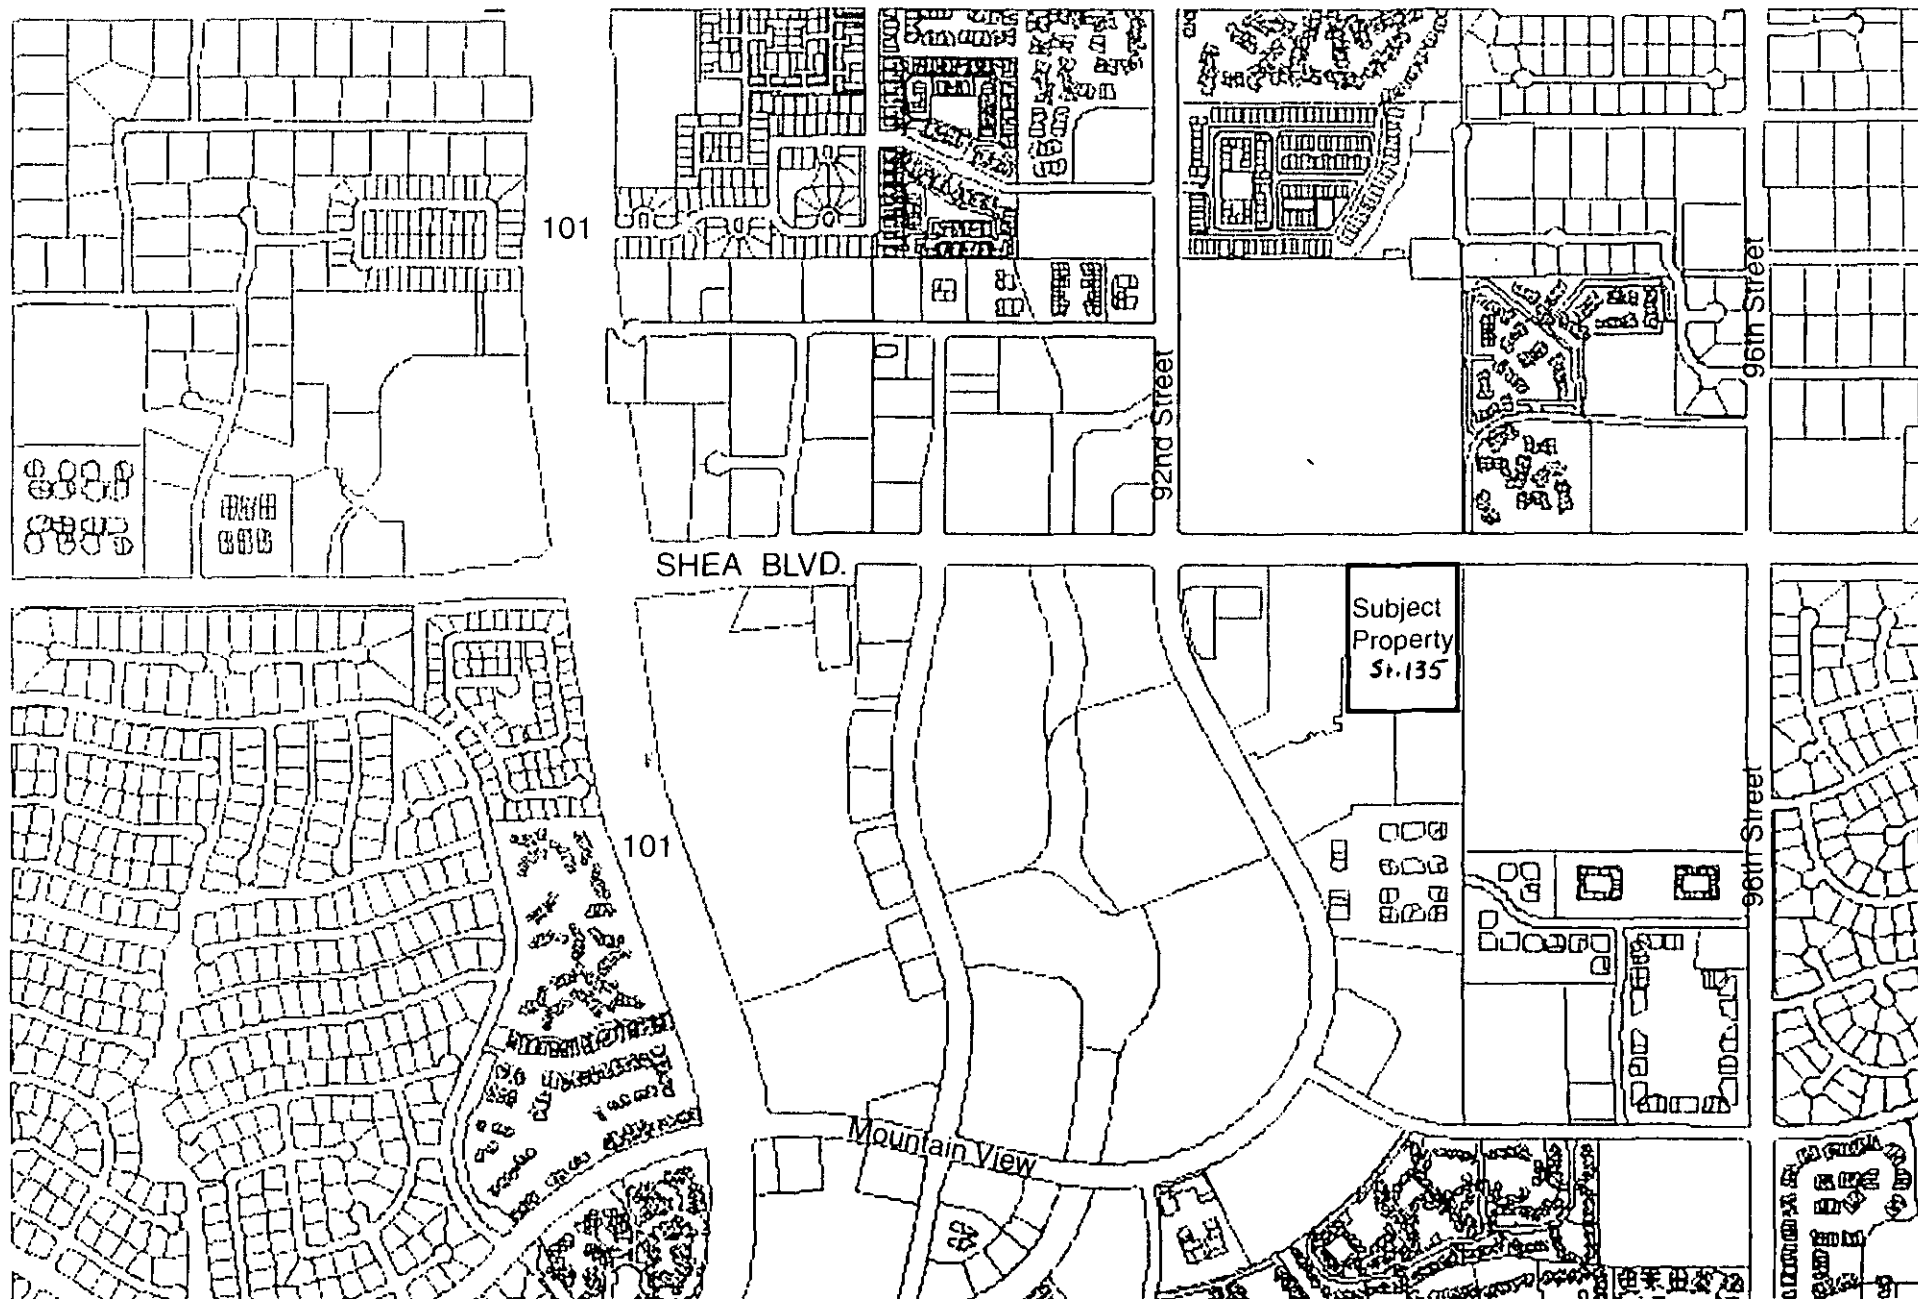 101
96th Street
92nd Street
SHEA BLVD.
Subject
Property
St.135
101
96th Street
Mountain View